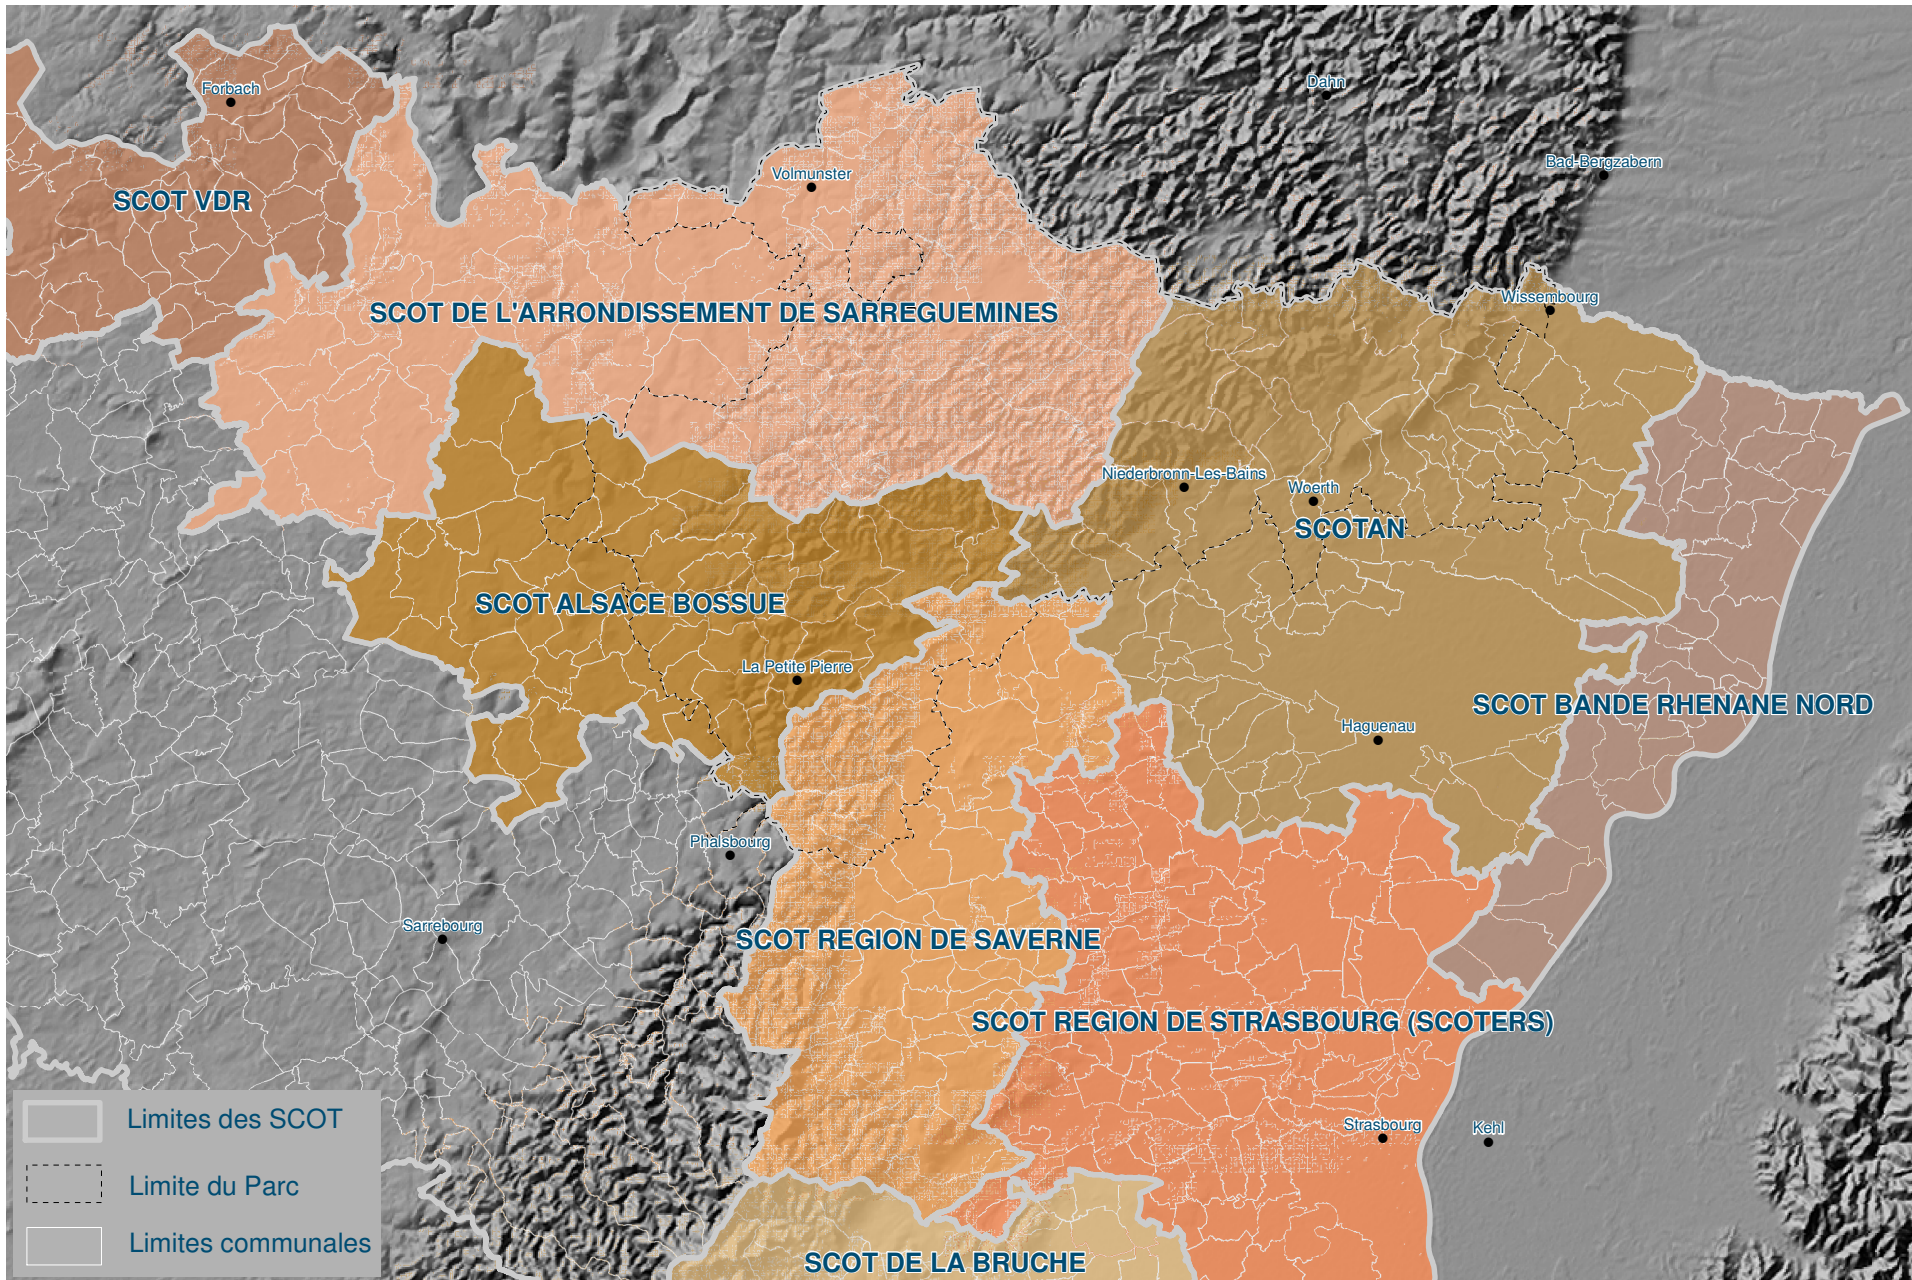 Forbach
Dahn
Bad-Bergzabern
Volmunster
SCOT VDR
Wissembourg
SCOT DE L'ARRONDISSEMENT DE SARREGUEMINES
Niederbronn-Les-Bains
Woerth
SCOTAN
SCOT ALSACE BOSSUE
La Petite Pierre
SCOT BANDE RHENANE NORD
Haguenau
Phalsbourg
Sarrebourg
SCOT REGION DE SAVERNE
SCOT REGION DE STRASBOURG (SCOTERS)
Strasbourg
Kehl
Limites des SCOT
Limite du Parc
Limites communales
SCOT DE LA BRUCHE